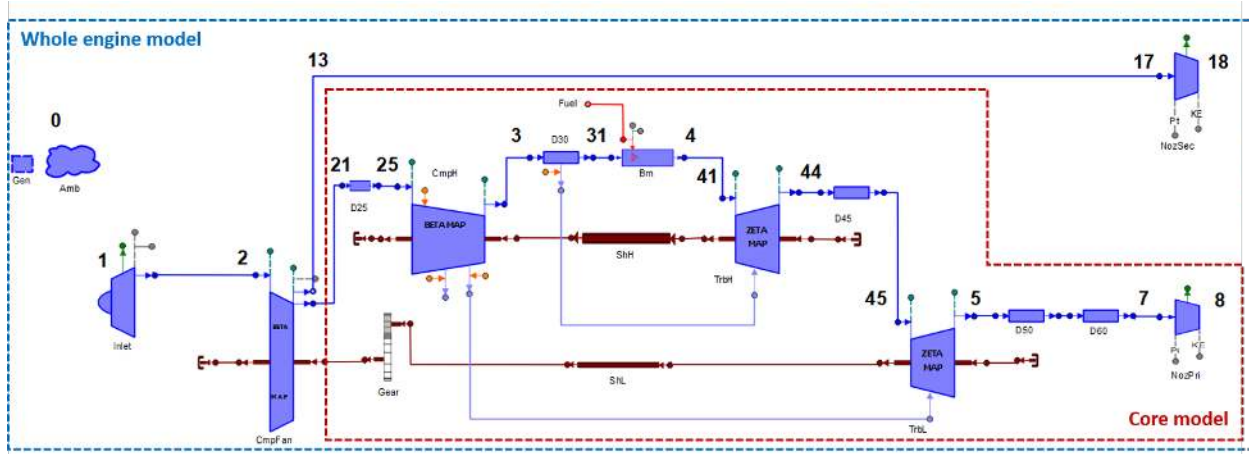 Whole engine model
13
17
18
Fuel
Pt
KE
NozSec
0
3
D30
31
4
Gen
Amb
21
25
CmpH
Bm
41
44
D25
D45
BETA MAP
ZETA
MAP
1
2
ShH
TrbH
45
5
7
8
Inlet
BETA
D50
D60
ZETA
MAP
Pt
KE
Gear
ShL
NozPri
MAP
CmpFan
TrbL
Core model